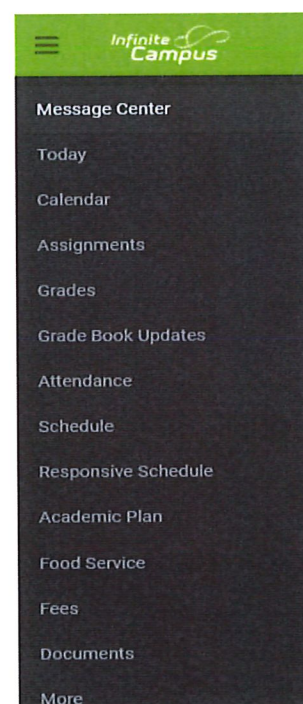 Infinite
Campus
Message Center
Today
Calendar
Assignments
Grades
Grade Book Updates
Attendance
Schedule
Responsive Schedule
Academic Plan
Food Service
Fees
Documents
More